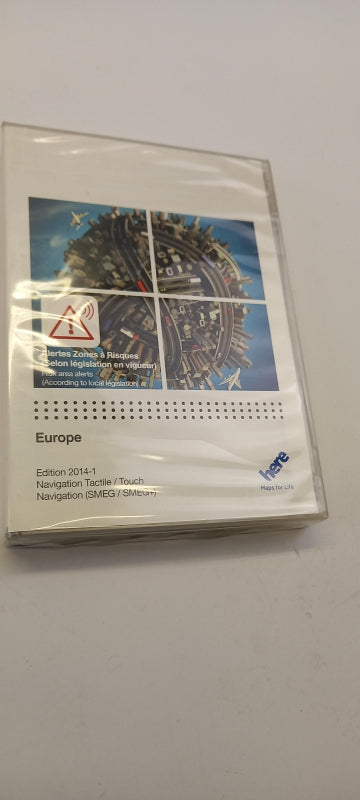 Alertes Zones à Risques
(Selon législation en vigueur)
Risk area alerts
(According to local législation)
Europe
Edition 2014-1
Navigation Tactile / Touch
Navigation (SMEG / SMEG+)
here
Maps for Life